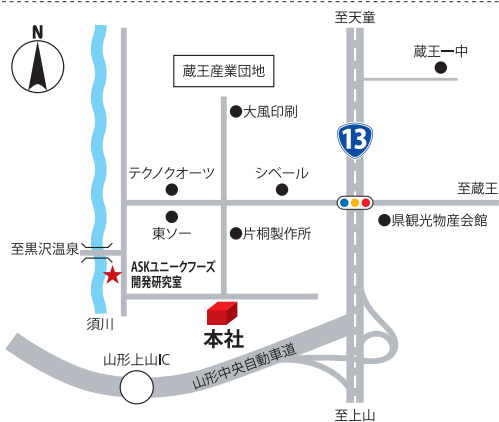 至天童
N
蔵王一中
蔵王産業団地
大風印刷
13
テクノクオーツ
シベール
至蔵王
県観光物産会館
東ソー
片桐製作所
至黒沢温泉
ASKユニークフーズ
開発研究室
須川
本社
山形上山IC
山形中央自動車道
至上山